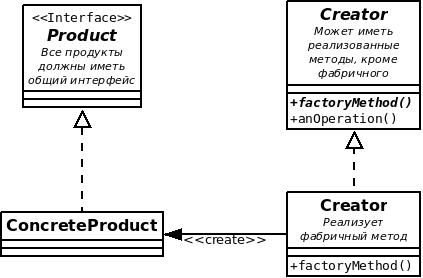 <<Interface>>
Product
Все продукты
должны иметь
общий интерфейс
Creator
Может иметь
реализованные
методы, кроме
фабричного
+factoryMethod()
+anOperation()
ConcreteProduct
<<create>>
Creator
Реализует
фабричный метод
+factoryMethod()